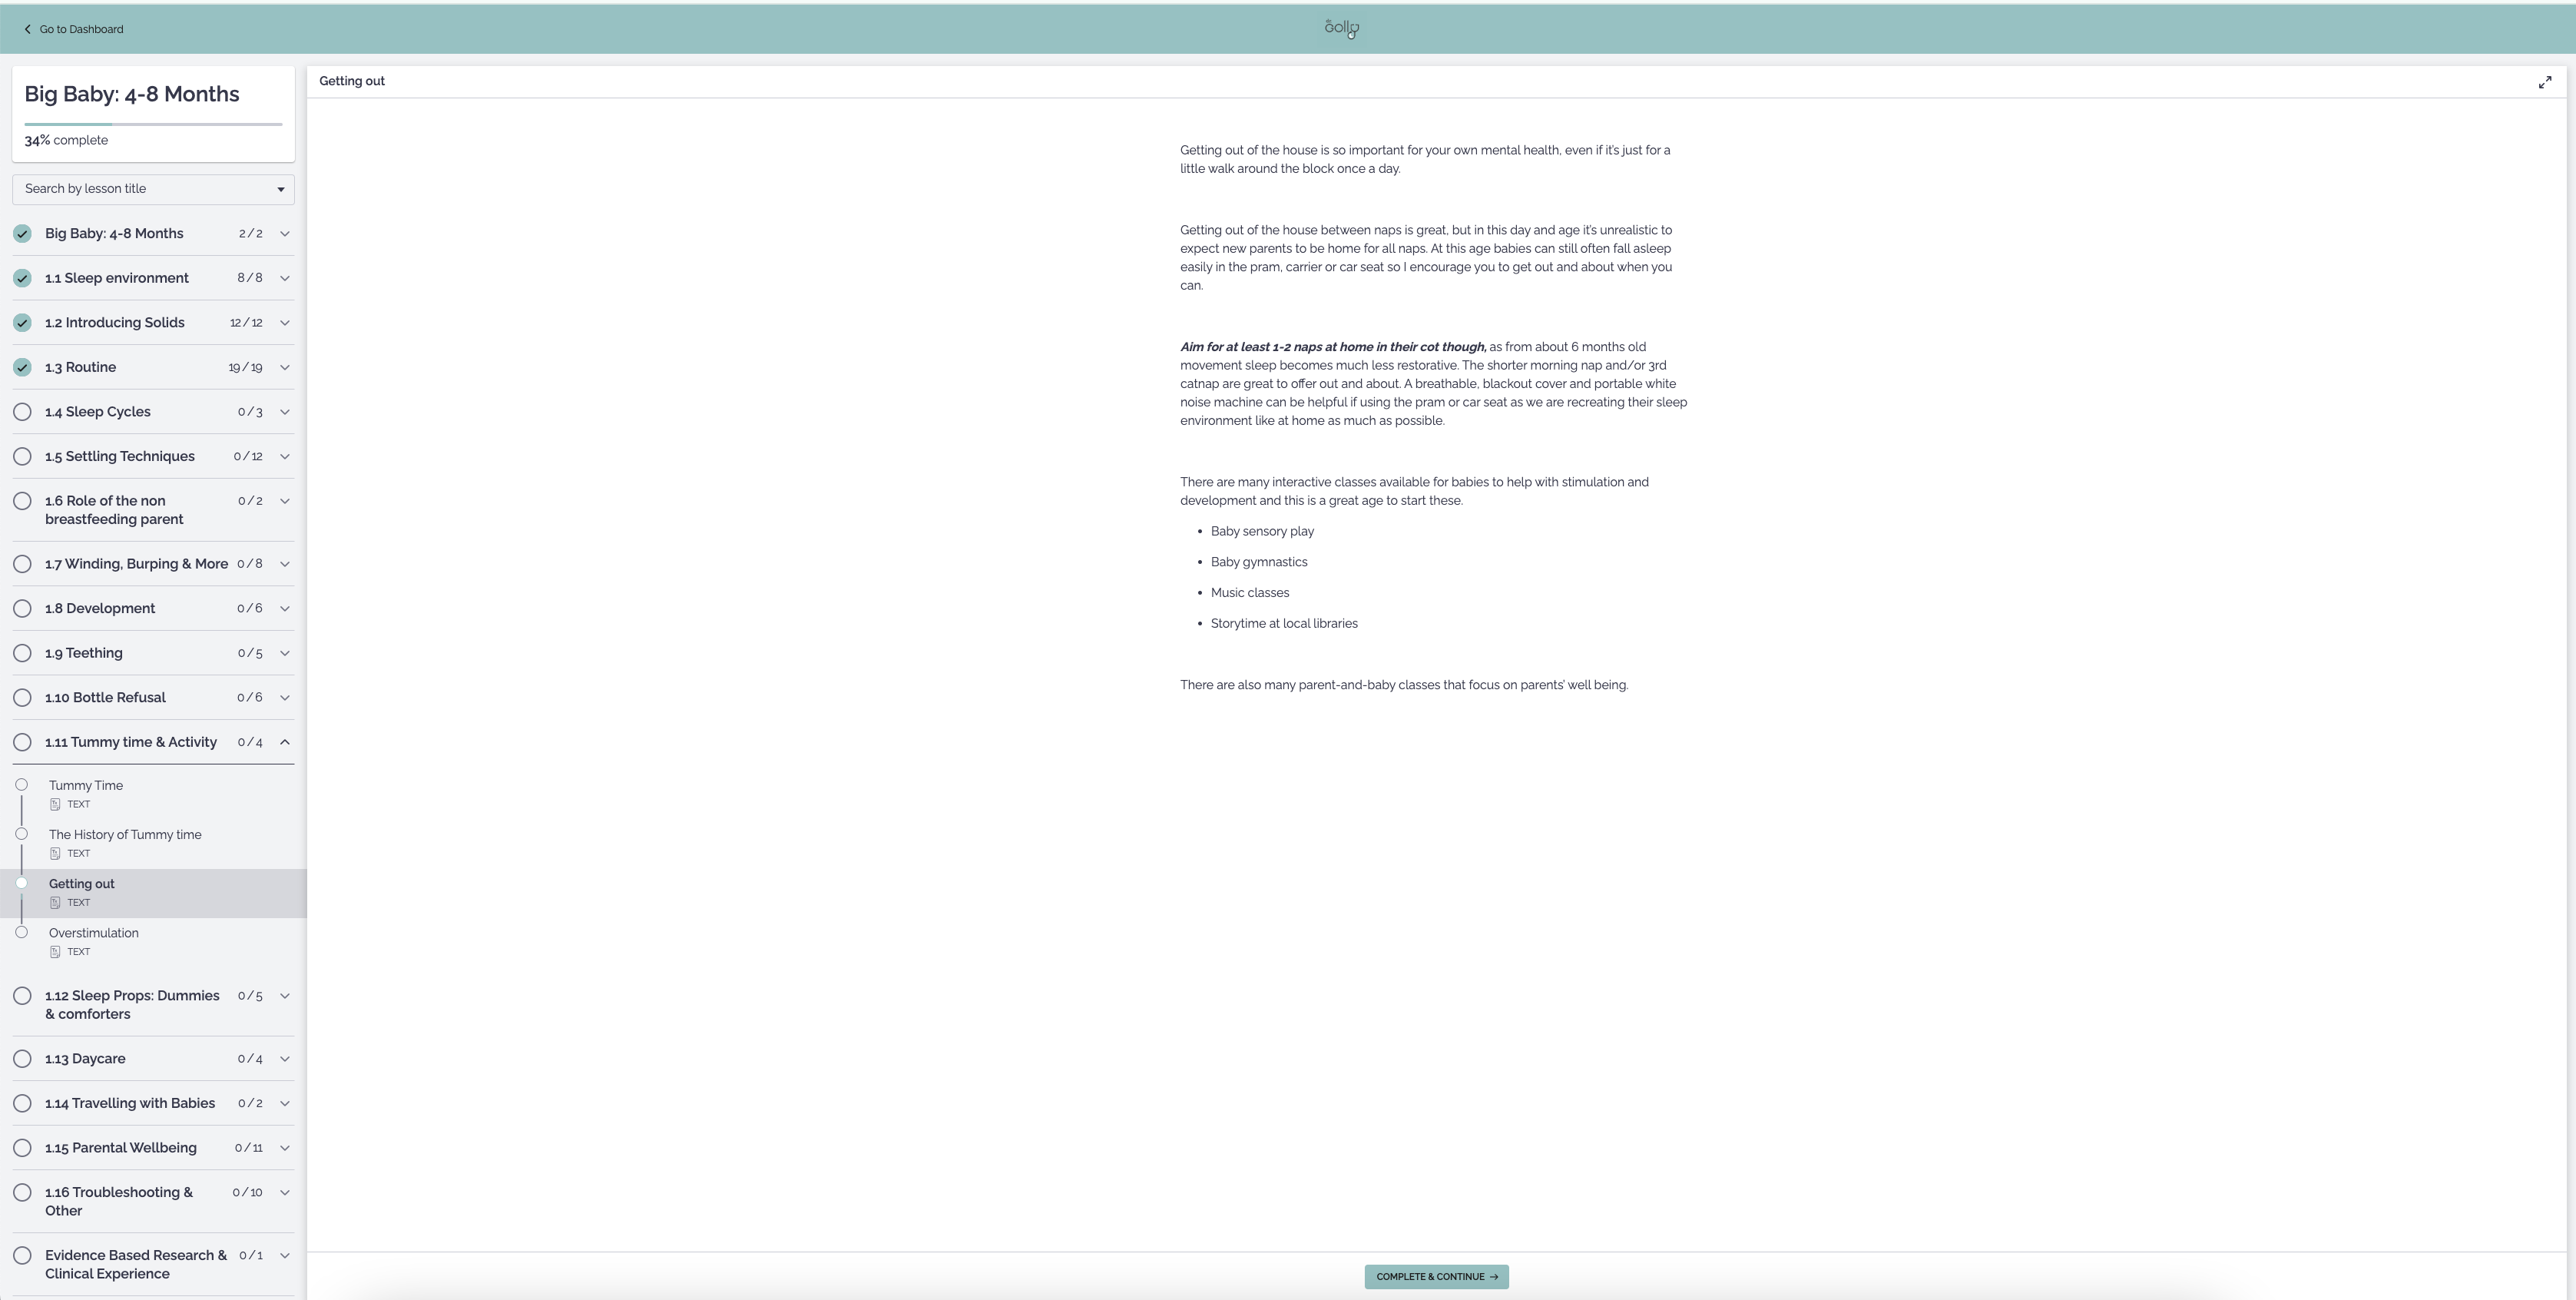 Go to Dashboard
golly
Big Baby: 4-8 Months
34% complete
Search by lesson title
Big Baby: 4-8 Months 2 / 2
1.1 Sleep environment 8 / 8
1.2 Introducing Solids 12 / 12
1.3 Routine 19 / 19
1.4 Sleep Cycles 0 / 3
1.5 Settling Techniques 0 / 12
1.6 Role of the non 0 / 2
breastfeeding parent
1.7 Winding, Burping & More 0 / 8
1.8 Development 0 / 6
1.9 Teething 0 / 5
1.10 Bottle Refusal 0 / 6
1.11 Tummy time & Activity 0 / 4
Tummy Time
TEXT
The History of Tummy time
TEXT
Getting out
TEXT
Overstimulation
TEXT
1.12 Sleep Props: Dummies 0 / 5
& comforters
1.13 Daycare 0 / 4
1.14 Travelling with Babies 0 / 2
1.15 Parental Wellbeing 0 / 11
1.16 Troubleshooting & 0 / 10
Other
Evidence Based Research & 0 / 1
Clinical Experience
Getting out
Getting out of the house is so important for your own mental health, even if it's just for a
little walk around the block once a day.
Getting out of the house between naps is great, but in this day and age it's unrealistic to
expect new parents to be home for all naps. At this age babies can still often fall asleep
easily in the pram, carrier or car seat so I encourage you to get out and about when you
can.
Aim for at least 1-2 naps at home in their cot though, as from about 6 months old
movement sleep becomes much less restorative. The shorter morning nap and/or 3rd
catnap are great to offer out and about. A breathable, blackout cover and portable white
noise machine can be helpful if using the pram or car seat as we are recreating their sleep
environment like at home as much as possible.
There are many interactive classes available for babies to help with stimulation and
development and this is a great age to start these.
• Baby sensory play
• Baby gymnastics
• Music classes
• Storytime at local libraries
There are also many parent-and-baby classes that focus on parents' well being.
COMPLETE & CONTINUE →